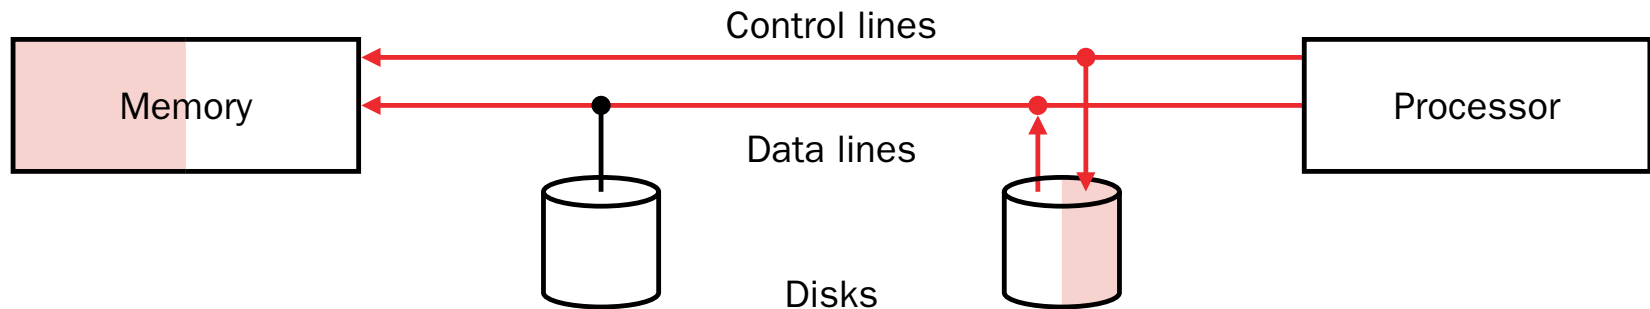 Control lines
Memory
Processor
Data lines
Disks